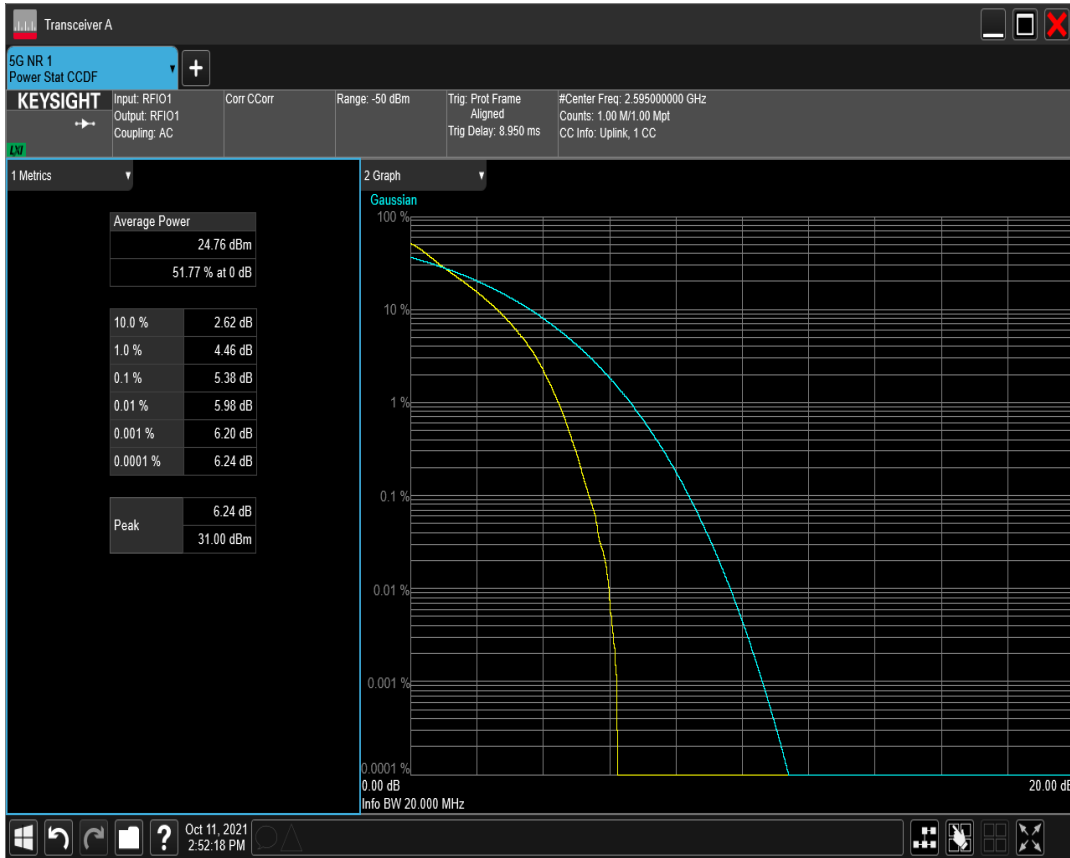 Transceiver A
5G NR 1
Power Stat CCDF
+
KEYSIGHT
LXI
Input: RFIO1
Output: RFIO1
Coupling: AC
Corr CCorr
Range: -50 dBm
Trig: Prot Frame
Aligned
Trig Delay: 8.950 ms
#Center Freq: 2.595000000 GHz
Counts: 1.00 M/1.00 Mpt
CC Info: Uplink, 1 CC
1 Metrics
Average Power
24.76 dBm
51.77 % at 0 dB
10.0 % 2.62 dB
1.0 % 4.46 dB
0.1 % 5.38 dB
0.01 % 5.98 dB
0.001 % 6.20 dB
0.0001 % 6.24 dB
Peak
6.24 dB
31.00 dBm
2 Graph
Gaussian
100 %
10 %
1 %
0.1 %
0.01 %
0.001 %
0.0001 %
0.00 dB 20.00 dB
Info BW 20.000 MHz
?
Oct 11, 2021
2:52:18 PM